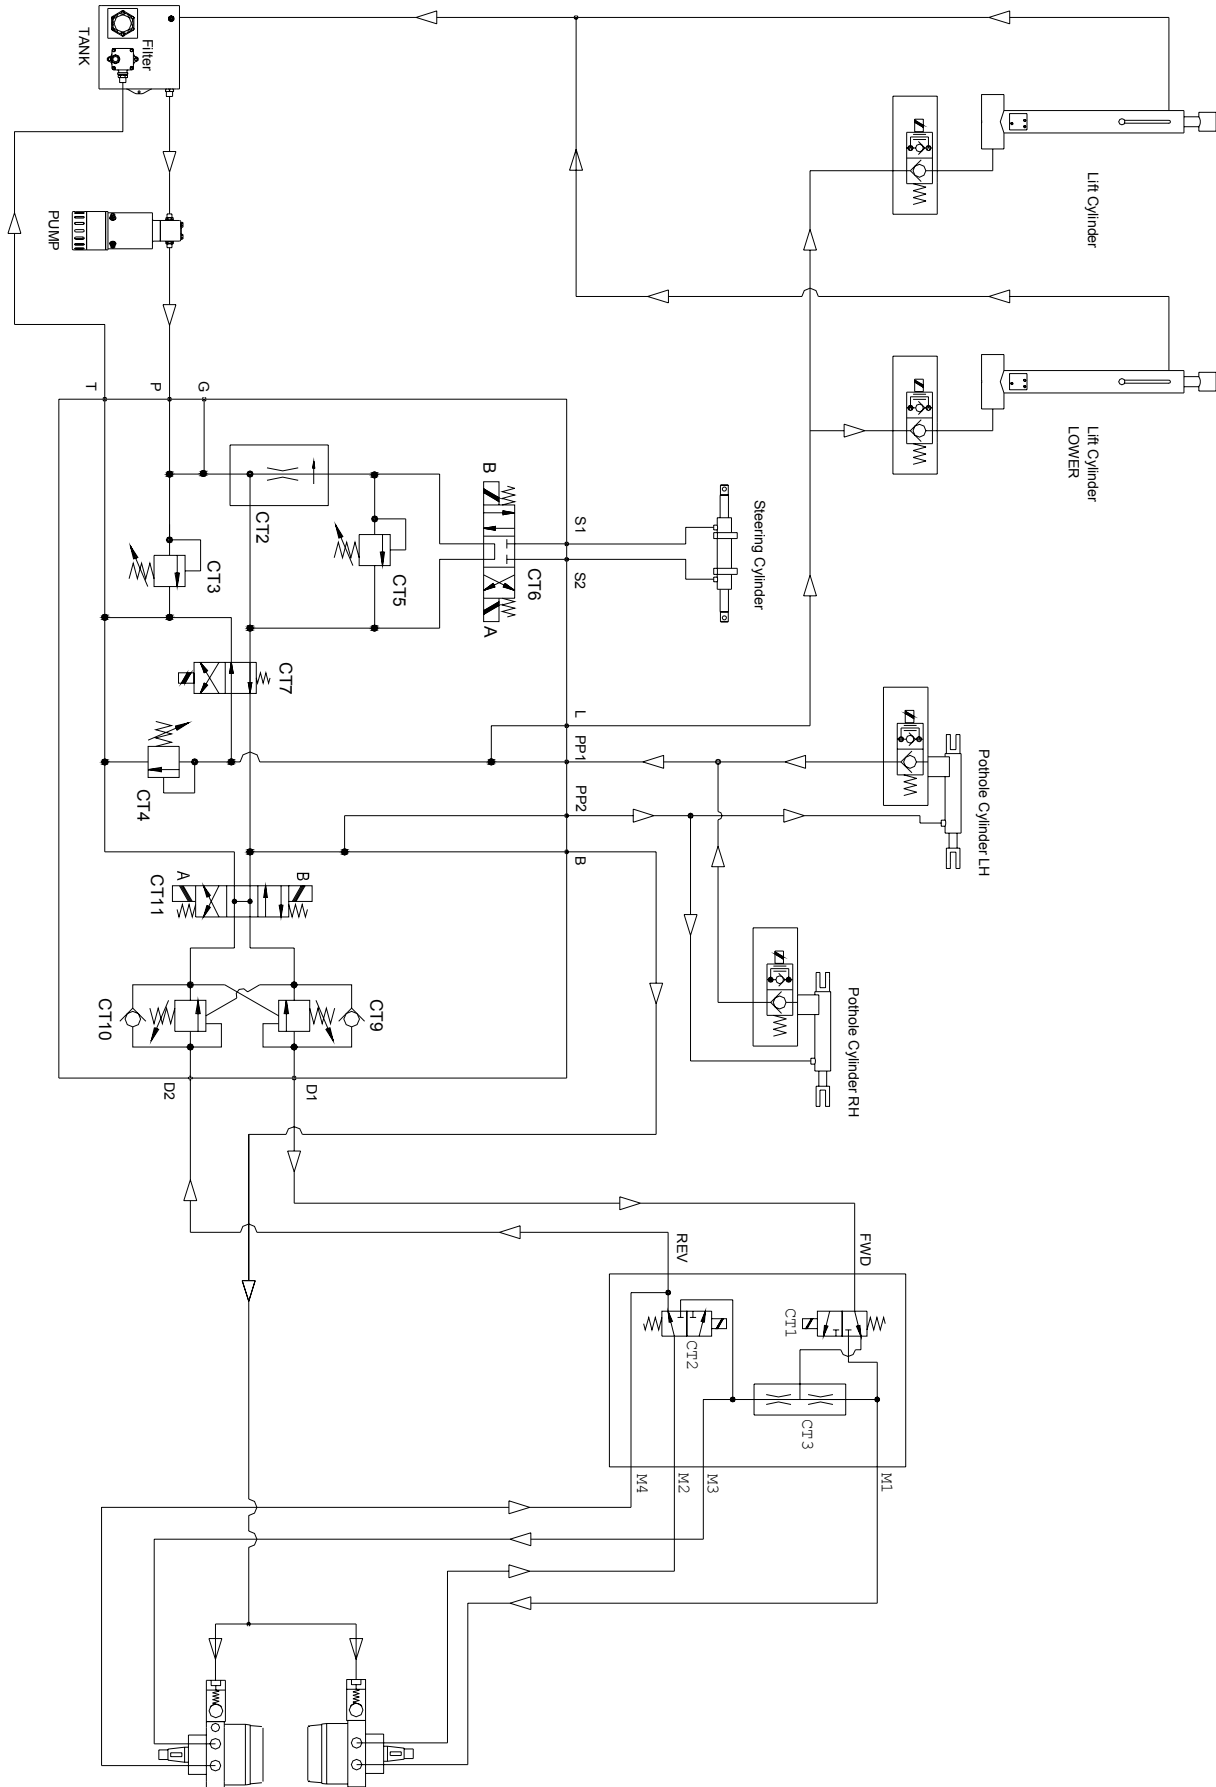 Filter
TANK
PUMP
Lift Cylinder
Lift Cylinder
LOWER
Steering Cylinder
Pothole Cylinder LH
Pothole Cylinder RH
T
P
G
S1
S2
L
PP1
PP2
B
D1
D2
CT2
CT3
CT5
B
CT6
A
CT7
CT4
A
B
CT11
CT9
CT10
REV
FWD
CT1
CT2
CT3
M4
M2
M3
M1